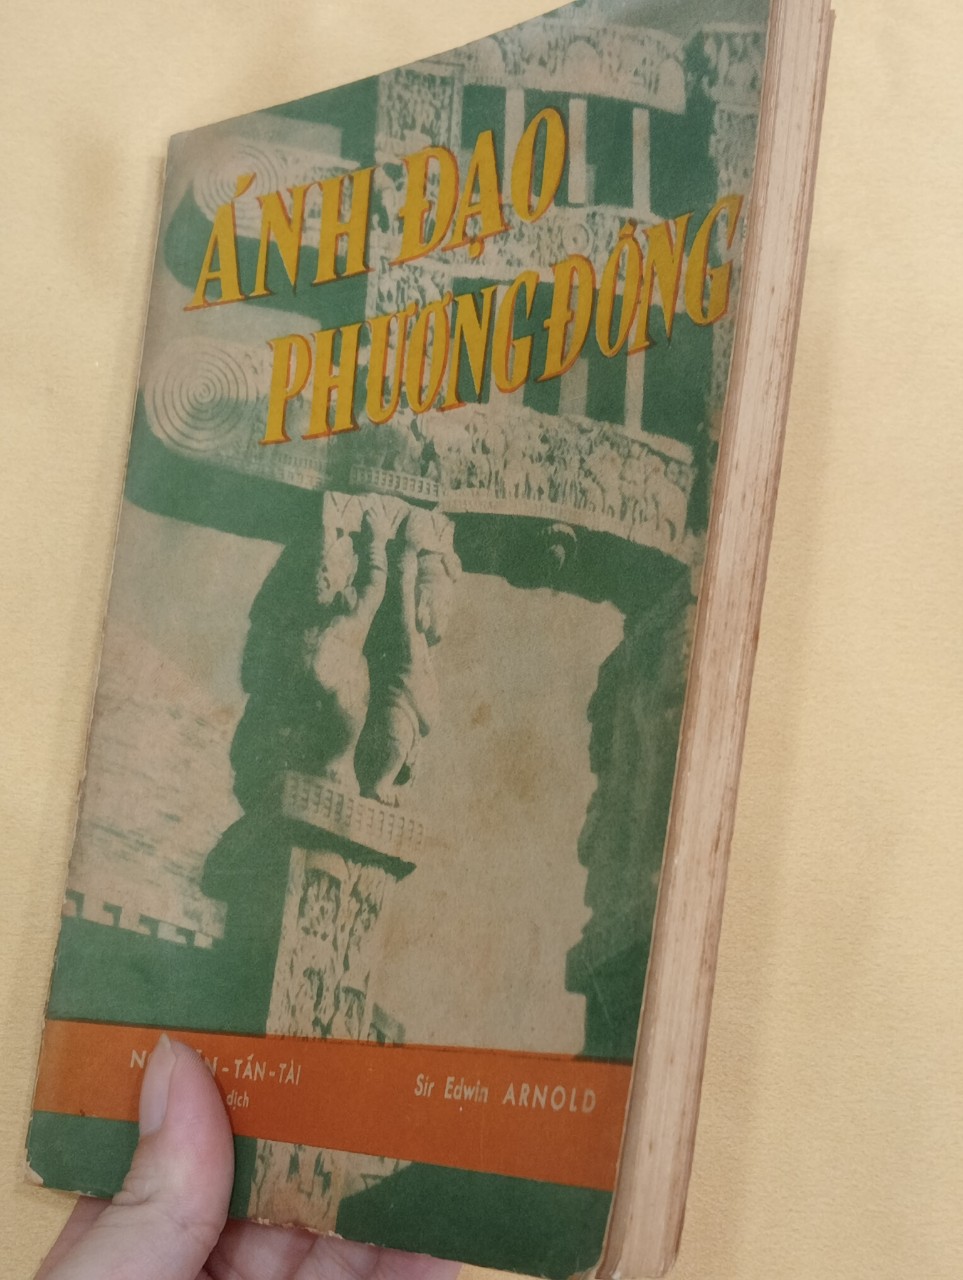 ÁNH ĐẠO
PHƯƠNG ĐÔNG
- TẤN - TÀI
dịch
Sir Edwin ARNOLD